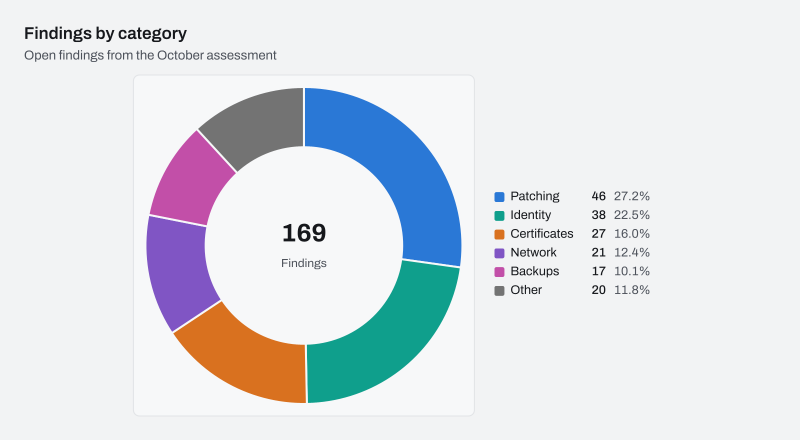 Findings by category
Open findings from the October assessment
169
Findings
Patching 46 27.2%
Identity 38 22.5%
Certificates 27 16.0%
Network 21 12.4%
Backups 17 10.1%
Other 20 11.8%